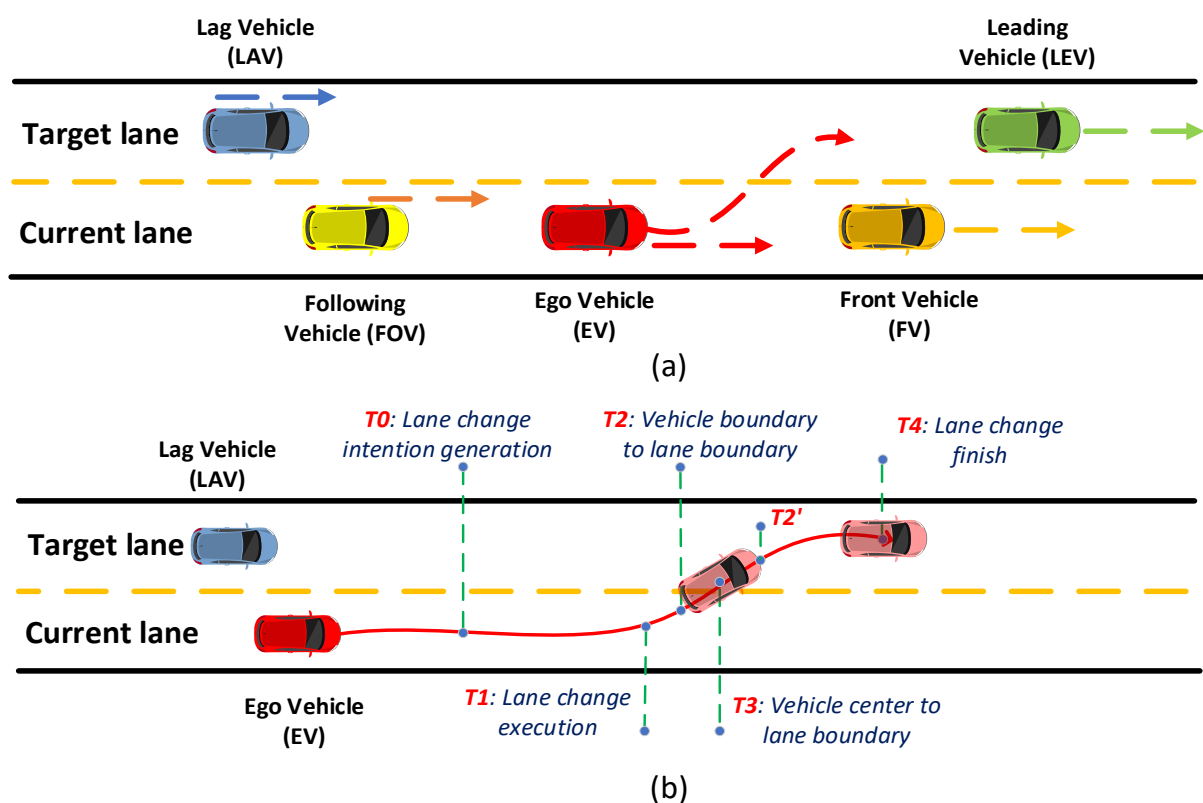 Lag Vehicle
(LAV)
Leading
Vehicle (LEV)
Target lane
Current lane
Following
Vehicle (FOV)
Ego Vehicle
(EV)
Front Vehicle
(FV)
(a)
T0: Lane change
intention generation
T2: Vehicle boundary
to lane boundary
T4: Lane change
finish
Lag Vehicle
(LAV)
T2'
Target lane
Current lane
Ego Vehicle
(EV)
T1: Lane change
execution
T3: Vehicle center to
lane boundary
(b)